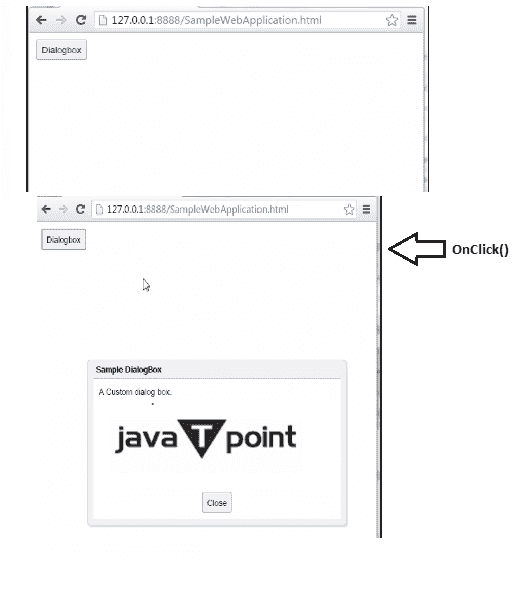 127.0.0.1:8888/SampleWebApplication.html
Dialogbox
127.0.0.1:8888/SampleWebApplication.html
Dialogbox
OnClick()
Sample DialogBox
A Custom dialog box.
java T point
Close